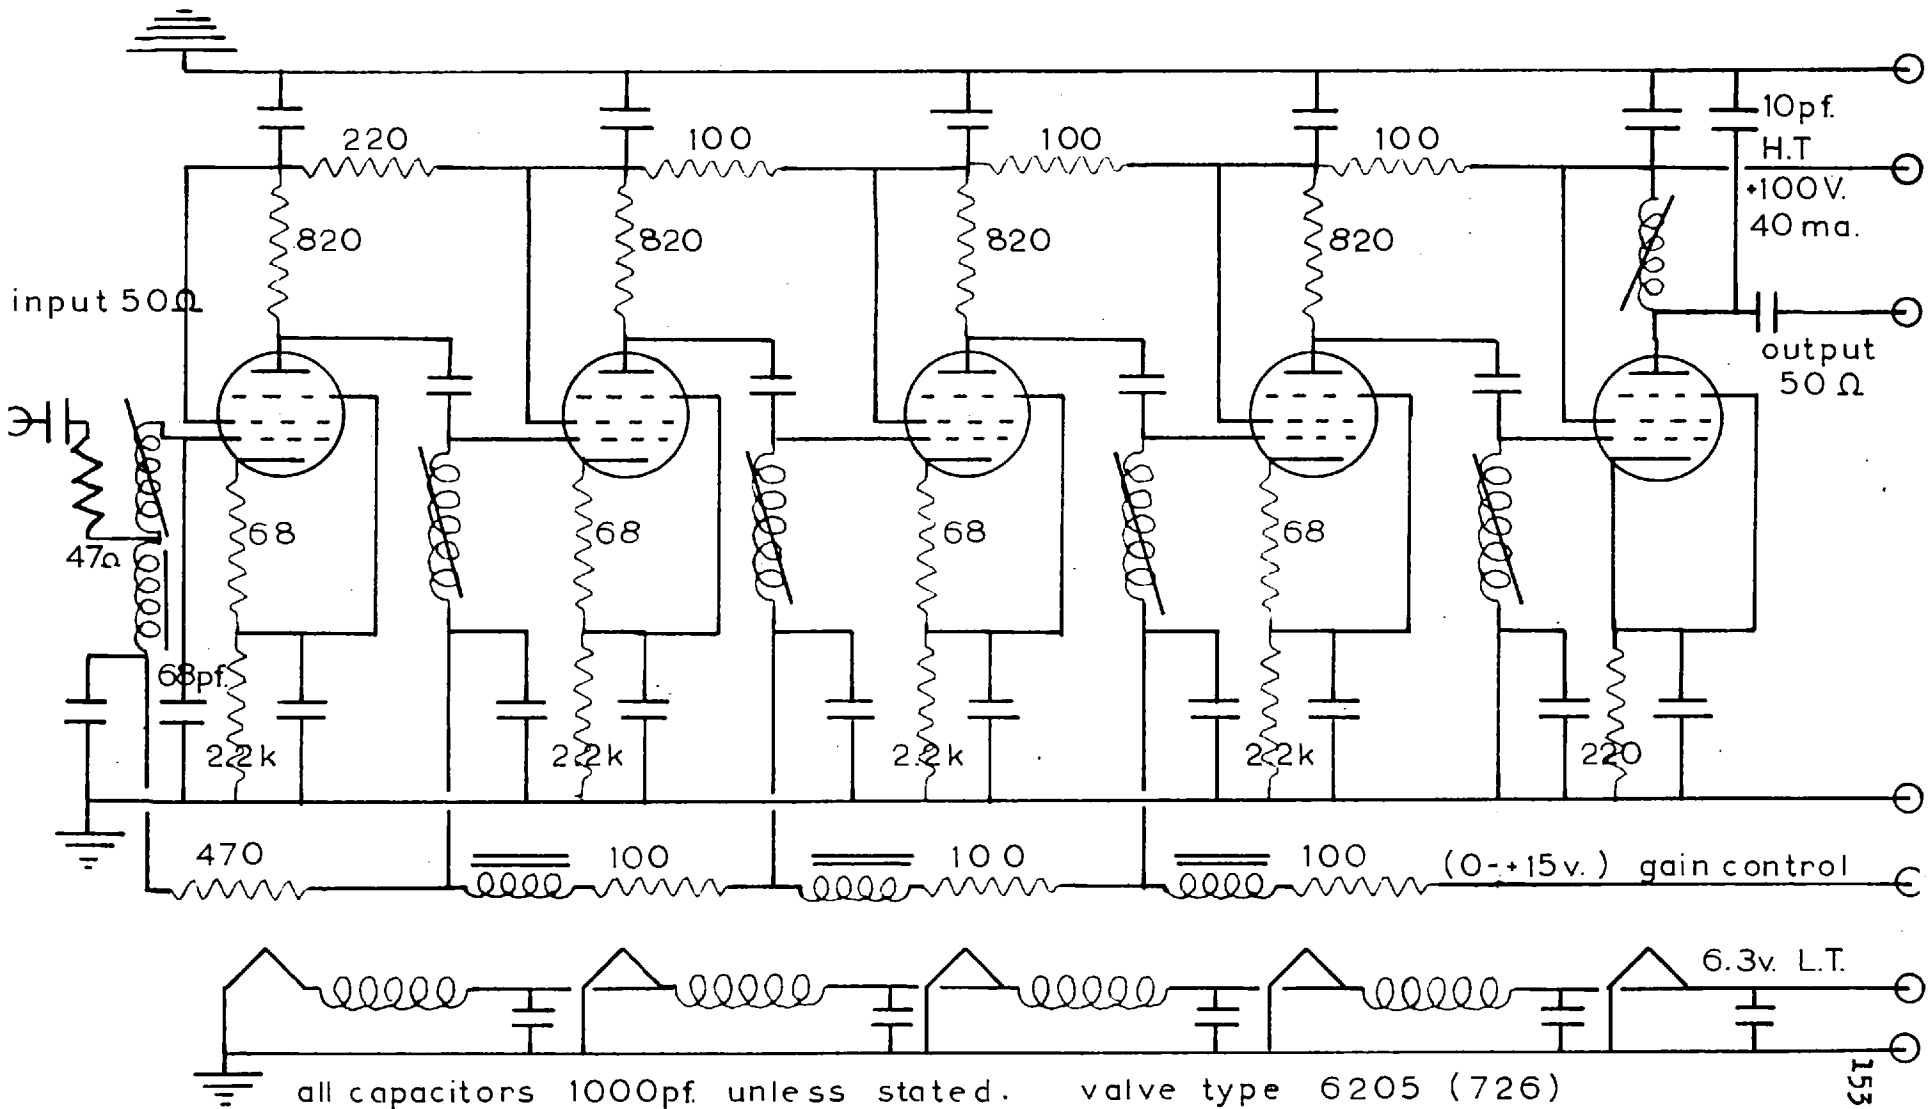 10pf.
220
100
100
100
H.T
+100V.
40 ma.
820
820
820
820
input 50Ω
output
50 Ω
68
68
68
68
47Ω
68pf.
2.2k
2.2k
2.2k
2.2k
220
470
100
100
100
(0-+15v.) gain control
6.3v. L.T.
all capacitors 1000pf. unless stated. valve type 6205 (726)
153